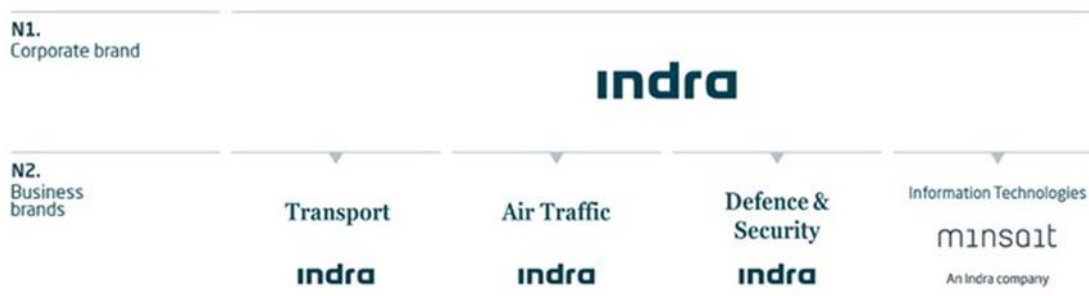 N1.
Corporate brand
indra
N2.
Business
brands
Transport
indra
Air Traffic
indra
Defence &
Security
indra
Information Technologies
minsait
An Indra company